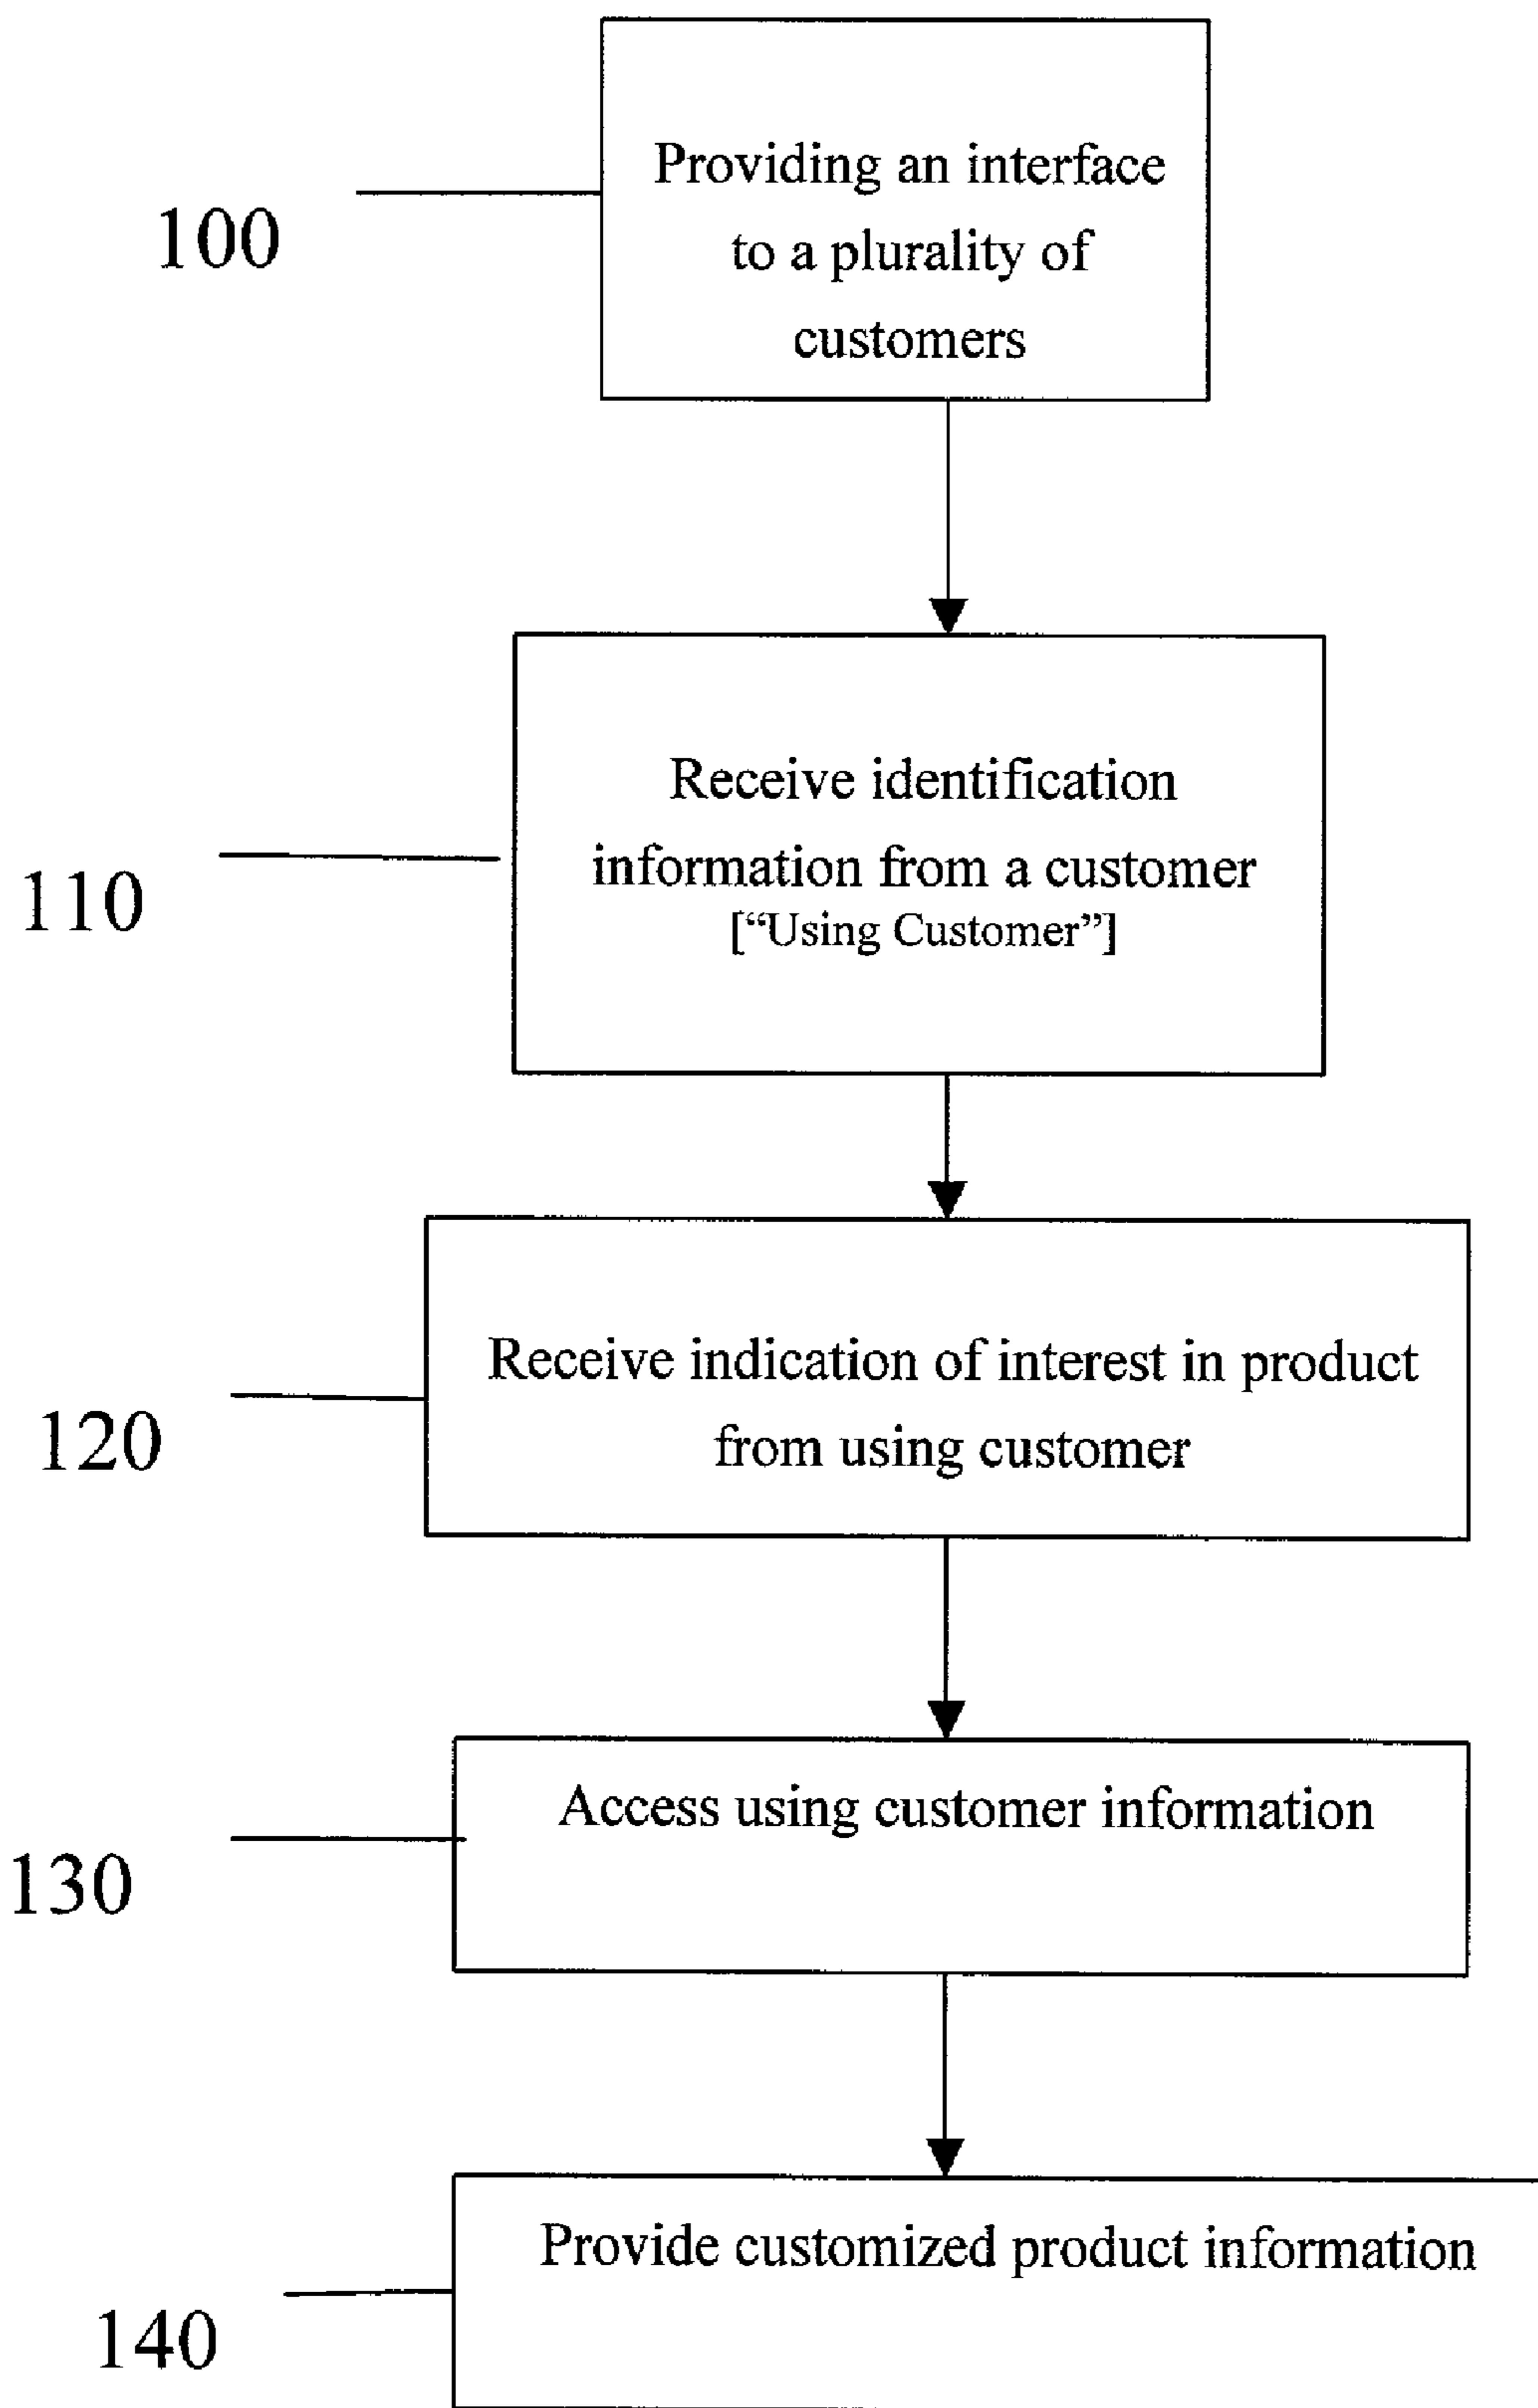 Providing an interface
to a plurality of
customers
100
Receive identification
information from a customer
[“Using Customer”]
110
Receive indication of interest in product
from using customer
120
Access using customer information
130
Provide customized product information
140